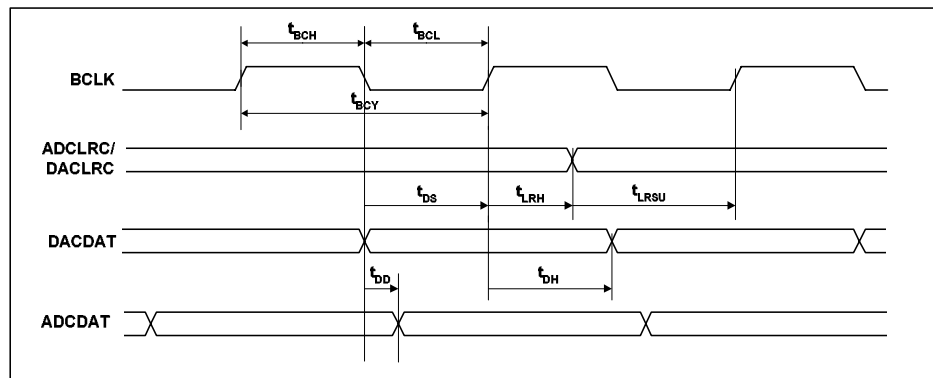 tBCH tBCL
BCLK
tBCY
ADCLRC/
DACLRC
tDS tLRH tLRSU
DACDAT
tDD tDH
ADCDAT